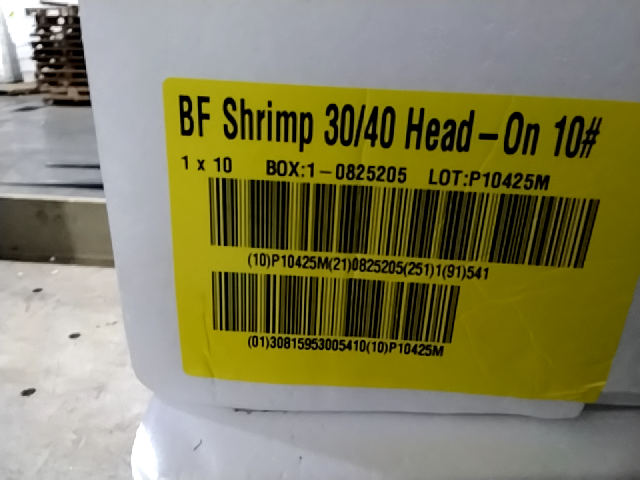 BF Shrimp 30/40 Head-On 10#
1 x 10 BOX:1-0825205 LOT:P10425M
(10)P10425M(21)0825205(251)1(91)541
(01)30815953005410(10)P10425M